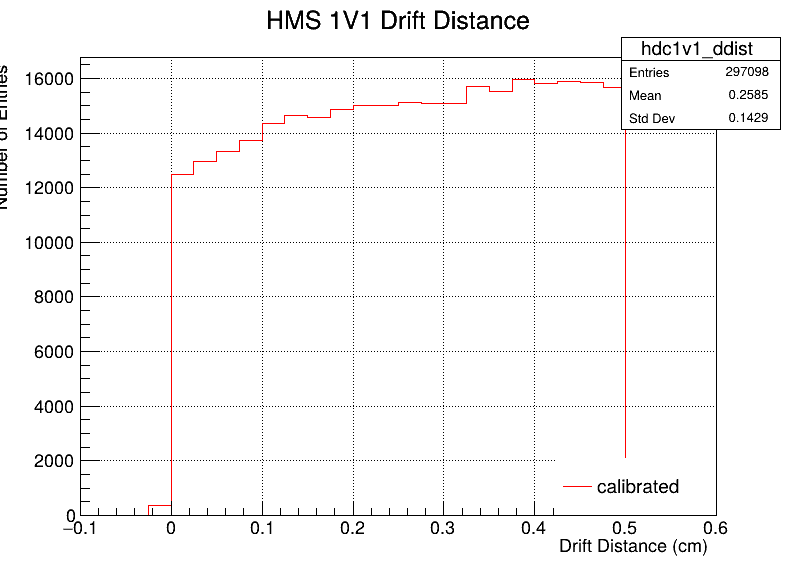 HMS 1V1 Drift Distance
hdc1v1_ddist
Entries 297098
Mean 0.2585
Std Dev 0.1429
Number of Entries
16000
14000
12000
10000
8000
6000
4000
2000
0
calibrated
−0.1 0 0.1 0.2 0.3 0.4 0.5 0.6
Drift Distance (cm)